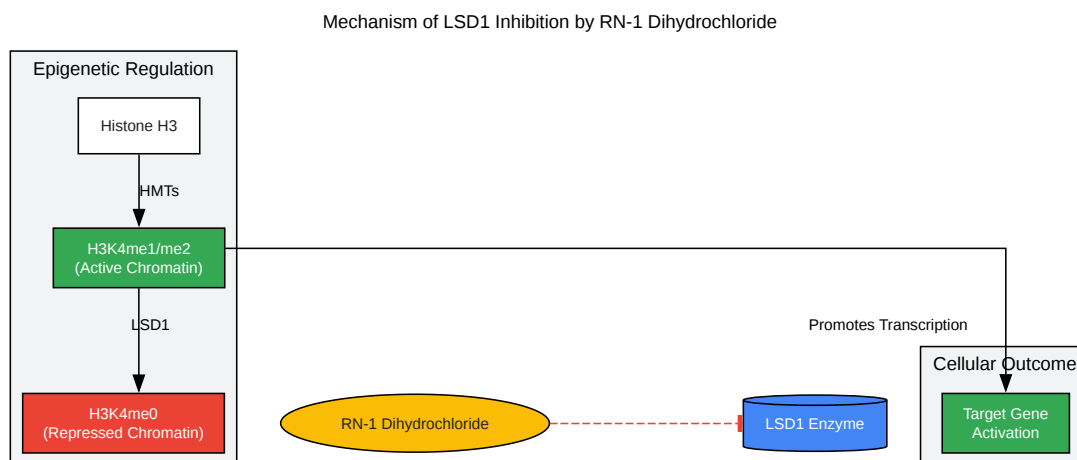 Mechanism of LSD1 Inhibition by RN-1 Dihydrochloride
Epigenetic Regulation
Histone H3
HMTs
H3K4me1/me2
(Active Chromatin)
LSD1
Promotes Transcription
H3K4me0
(Repressed Chromatin)
RN-1 Dihydrochloride
LSD1 Enzyme
Cellular Outcome
Target Gene
Activation